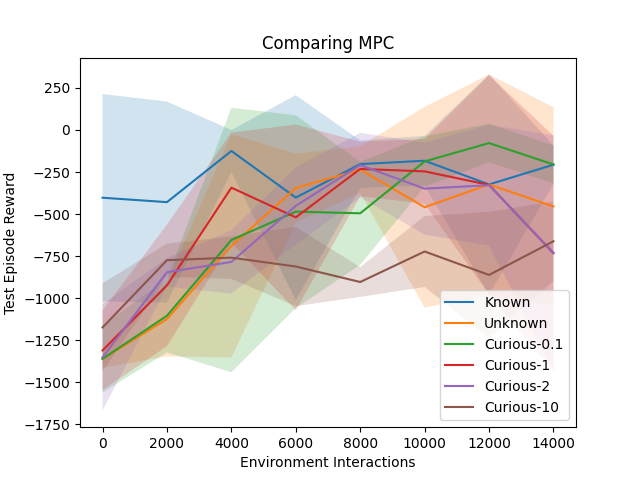 Comparing MPC
Test Episode Reward
250
0
−250
−500
−750
−1000
−1250
−1500
−1750
0 2000 4000 6000 8000 10000 12000 14000
Environment Interactions
Known
Unknown
Curious-0.1
Curious-1
Curious-2
Curious-10